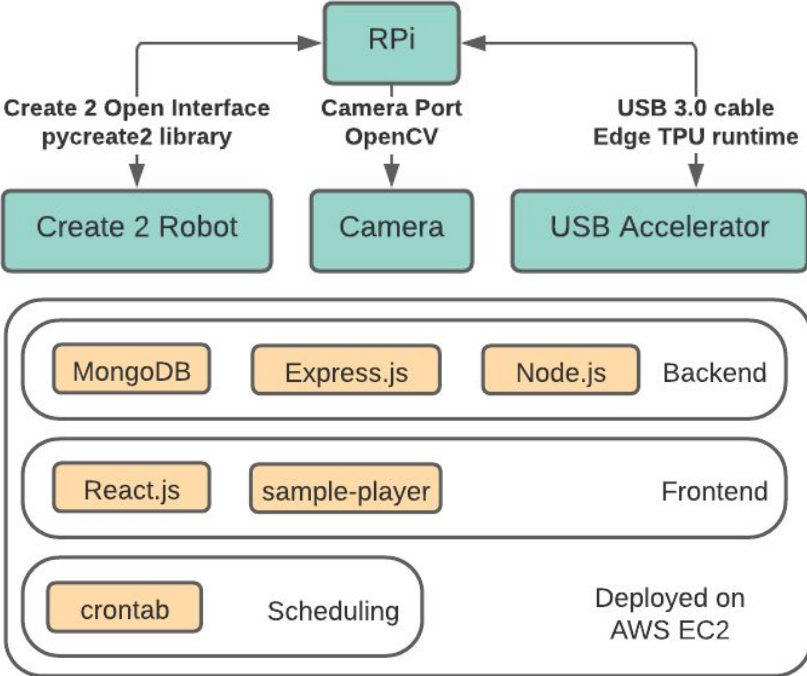 RPi
Create 2 Open Interface
pycreate2 library
Camera Port
OpenCV
USB 3.0 cable
Edge TPU runtime
Create 2 Robot
Camera
USB Accelerator
MongoDB
Express.js
Node.js
Backend
React.js
sample-player
Frontend
crontab
Scheduling
Deployed on
AWS EC2